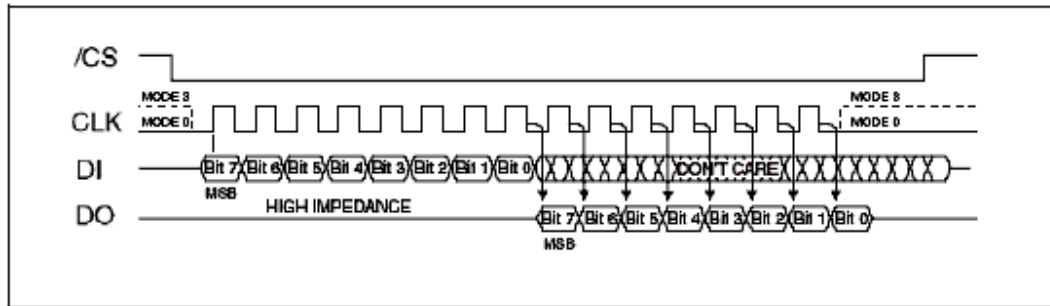 /CS
MODE 3 MODE 3
CLK MODE 0 MODE 0
DI Bit 7 Bit 6 Bit 5 Bit 4 Bit 3 Bit 2 Bit 1 Bit 0 DON'T CARE
MSB
HIGH IMPEDANCE
DO Bit 7 Bit 6 Bit 5 Bit 4 Bit 3 Bit 2 Bit 1 Bit 0
MSB